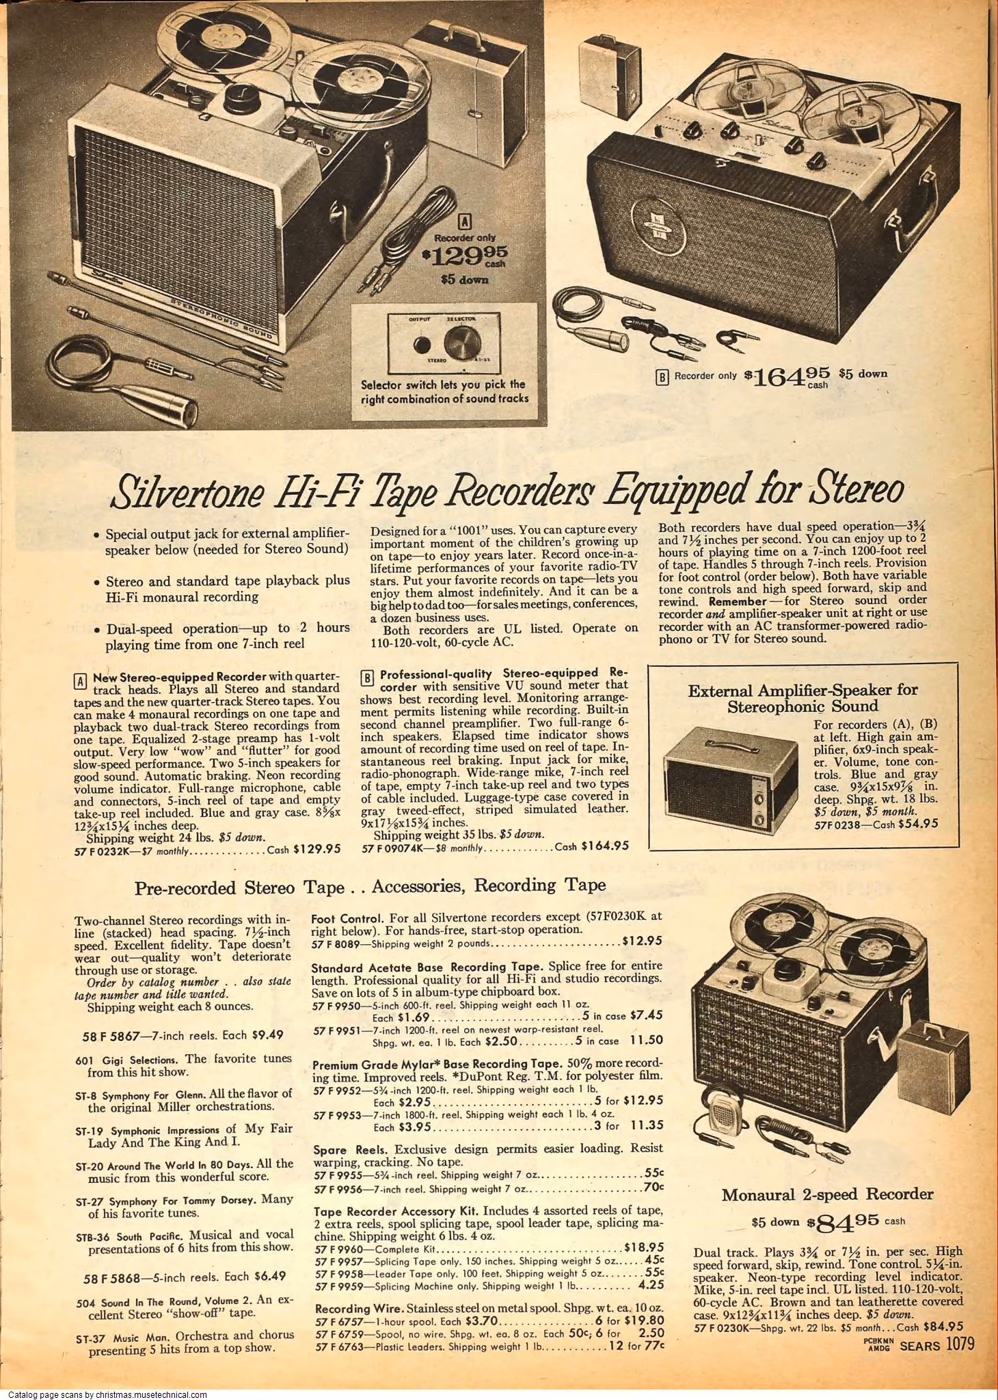 A
Recorder only
$129.95
cash
$5 down
OUTPUT SELECTOR
STEREO
STEREOPHONIC SOUND
Selector switch lets you pick the
right combination of sound tracks
B Recorder only $164.95 cash $5 down
Silvertone Hi-Fi Tape Recorders Equipped for Stereo
• Special output jack for external amplifier-
speaker below (needed for Stereo Sound)
• Stereo and standard tape playback plus
Hi-Fi monaural recording
• Dual-speed operation—up to 2 hours
playing time from one 7-inch reel
Designed for a "1001" uses. You can capture every
important moment of the children's growing up
on tape—to enjoy years later. Record once-in-a-
lifetime performances of your favorite radio-TV
stars. Put your favorite records on tape—lets you
enjoy them almost indefinitely. And it can be a
big help to dad too—for sales meetings, conferences,
a dozen business uses.
Both recorders are UL listed. Operate on
110-120-volt, 60-cycle AC.
Both recorders have dual speed operation—3¾
and 7½ inches per second. You can enjoy up to 2
hours of playing time on a 7-inch 1200-foot reel
of tape. Handles 5 through 7-inch reels. Provision
for foot control (order below). Both have variable
tone controls and high speed forward, skip and
rewind. Remember—for Stereo sound order
recorder and amplifier-speaker unit at right or use
recorder with an AC transformer-powered radio-
phono or TV for Stereo sound.
A New Stereo-equipped Recorder with quarter-
track heads. Plays all Stereo and standard
tapes and the new quarter-track Stereo tapes. You
can make 4 monaural recordings on one tape and
playback two dual-track Stereo recordings from
one tape. Equalized 2-stage preamp has 1-volt
output. Very low "wow" and "flutter" for good
slow-speed performance. Two 5-inch speakers for
good sound. Automatic braking. Neon recording
volume indicator. Full-range microphone, cable
and connectors, 5-inch reel of tape and empty
take-up reel included. Blue and gray case. 8⅝x
12¾x15¼ inches deep.
Shipping weight 24 lbs. $5 down.
57 F 0232K—$7 monthly.............Cash $129.95
B Professional-quality Stereo-equipped Re-
corder with sensitive VU sound meter that
shows best recording level. Monitoring arrange-
ment permits listening while recording. Built-in
second channel preamplifier. Two full-range 6-
inch speakers. Elapsed time indicator shows
amount of recording time used on reel of tape. In-
stantaneous reel braking. Input jack for mike,
radio-phonograph. Wide-range mike, 7-inch reel
of tape, empty 7-inch take-up reel and two types
of cable included. Luggage-type case covered in
gray tweed-effect, striped simulated leather.
9x17⅛x15¾ inches.
Shipping weight 35 lbs. $5 down.
57 F 09074K—$8 monthly............Cash $164.95
External Amplifier-Speaker for
Stereophonic Sound
For recorders (A), (B)
at left. High gain am-
plifier, 6x9-inch speak-
er. Volume, tone con-
trols. Blue and gray
case. 9¾x15x9⅞ in.
deep. Shpg. wt. 18 lbs.
$5 down, $5 month.
57F0238—Cash $54.95
Pre-recorded Stereo Tape . . Accessories, Recording Tape
Two-channel Stereo recordings with in-
line (stacked) head spacing. 7½-inch
speed. Excellent fidelity. Tape doesn't
wear out—quality won't deteriorate
through use or storage.
Order by catalog number . . also state
tape number and title wanted.
Shipping weight each 8 ounces.
58 F 5867—7-inch reels. Each $9.49
601 Gigi Selections. The favorite tunes
from this hit show.
ST-8 Symphony For Glenn. All the flavor of
the original Miller orchestrations.
ST-19 Symphonic Impressions of My Fair
Lady And The King And I.
ST-20 Around The World In 80 Days. All the
music from this wonderful score.
ST-27 Symphony For Tommy Dorsey. Many
of his favorite tunes.
STB-36 South Pacific. Musical and vocal
presentations of 6 hits from this show.
58 F 5868—5-inch reels. Each $6.49
504 Sound In The Round, Volume 2. An ex-
cellent Stereo "show-off" tape.
ST-37 Music Man. Orchestra and chorus
presenting 5 hits from a top show.
Foot Control. For all Silvertone recorders except (57F0230K at
right below). For hands-free, start-stop operation.
57 F 8089—Shipping weight 2 pounds.......................$12.95
Standard Acetate Base Recording Tape. Splice free for entire
length. Professional quality for all Hi-Fi and studio recordings.
Save on lots of 5 in album-type chipboard box.
57 F 9950—5-inch 600-ft. reel. Shipping weight each 11 oz.
Each $1.69..........................5 in case $7.45
57 F 9951—7-inch 1200-ft. reel on newest warp-resistant reel.
Shpg. wt. ea. 1 lb. Each $2.50..........5 in case 11.50
Premium Grade Mylar* Base Recording Tape. 50% more record-
ing time. Improved reels. *DuPont Reg. T.M. for polyester film.
57 F 9952—5¾-inch 1200-ft. reel. Shipping weight each 1 lb.
Each $2.95............................5 for $12.95
57 F 9953—7-inch 1800-ft. reel. Shipping weight each 1 lb. 4 oz.
Each $3.95............................3 for 11.35
Spare Reels. Exclusive design permits easier loading. Resist
warping, cracking. No tape.
57 F 9955—5¾-inch reel. Shipping weight 7 oz...................55c
57 F 9956—7-inch reel. Shipping weight 7 oz.....................70c
Tape Recorder Accessory Kit. Includes 4 assorted reels of tape,
2 extra reels, spool splicing tape, spool leader tape, splicing ma-
chine. Shipping weight 6 lbs. 4 oz.
57 F 9960—Complete Kit.................................$18.95
57 F 9957—Splicing Tape only. 150 inches. Shipping weight 5 oz.....45c
57 F 9958—Leader Tape only. 100 feet. Shipping weight 5 oz.......55c
57 F 9959—Splicing Machine only. Shipping weight 1 lb........... 4.25
Recording Wire. Stainless steel on metal spool. Shpg. wt. ea. 10 oz.
57 F 6757—1-hour spool. Each $3.70.................6 for $19.80
57 F 6759—Spool, no wire. Shpg. wt. ea. 8 oz. Each 50c; 6 for 2.50
57 F 6763—Plastic Leaders. Shipping weight 1 lb...........12 for 77c
Monaural 2-speed Recorder
$5 down $84.95 cash
Dual track. Plays 3¾ or 7½ in. per sec. High
speed forward, skip, rewind. Tone control. 5¼-in.
speaker. Neon-type recording level indicator.
Mike, 5-in. reel tape incl. UL listed. 110-120-volt,
60-cycle AC. Brown and tan leatherette covered
case. 9x12¾x11¾ inches deep. $5 down.
57 F 0230K—Shpg. wt. 22 lbs. $5 month...Cash $84.95
PCBKMN
AMDG SEARS 1079
Catalog page scans by christmas.musetechnical.com